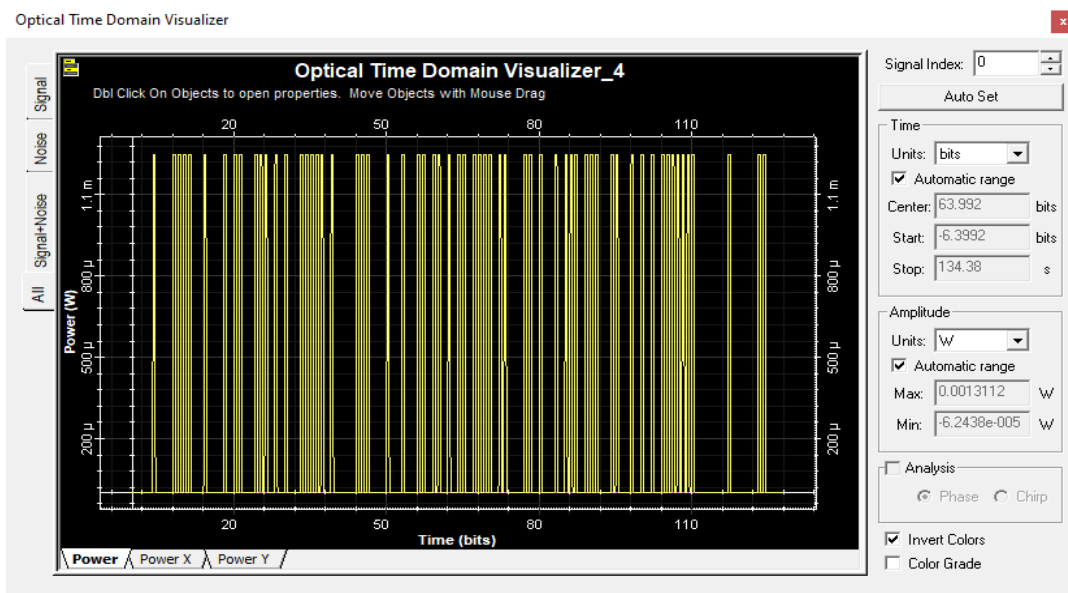 Optical Time Domain Visualizer
x
Signal
Noise
Signal+Noise
All
Optical Time Domain Visualizer_4
Dbl Click On Objects to open properties. Move Objects with Mouse Drag
20 50 80 110
Power (W)
1.1 m
800 µ
500 µ
200 µ
1.1 m
800 µ
500 µ
200 µ
20 50 80 110
Time (bits)
Power Power X Power Y
Signal Index: 0
Auto Set
Time
Units: bits
Automatic range
Center: 63.992 bits
Start: -6.3992 bits
Stop: 134.38 s
Amplitude
Units: W
Automatic range
Max: 0.0013112 W
Min: -6.2438e-005 W
Analysis
Phase Chirp
Invert Colors
Color Grade